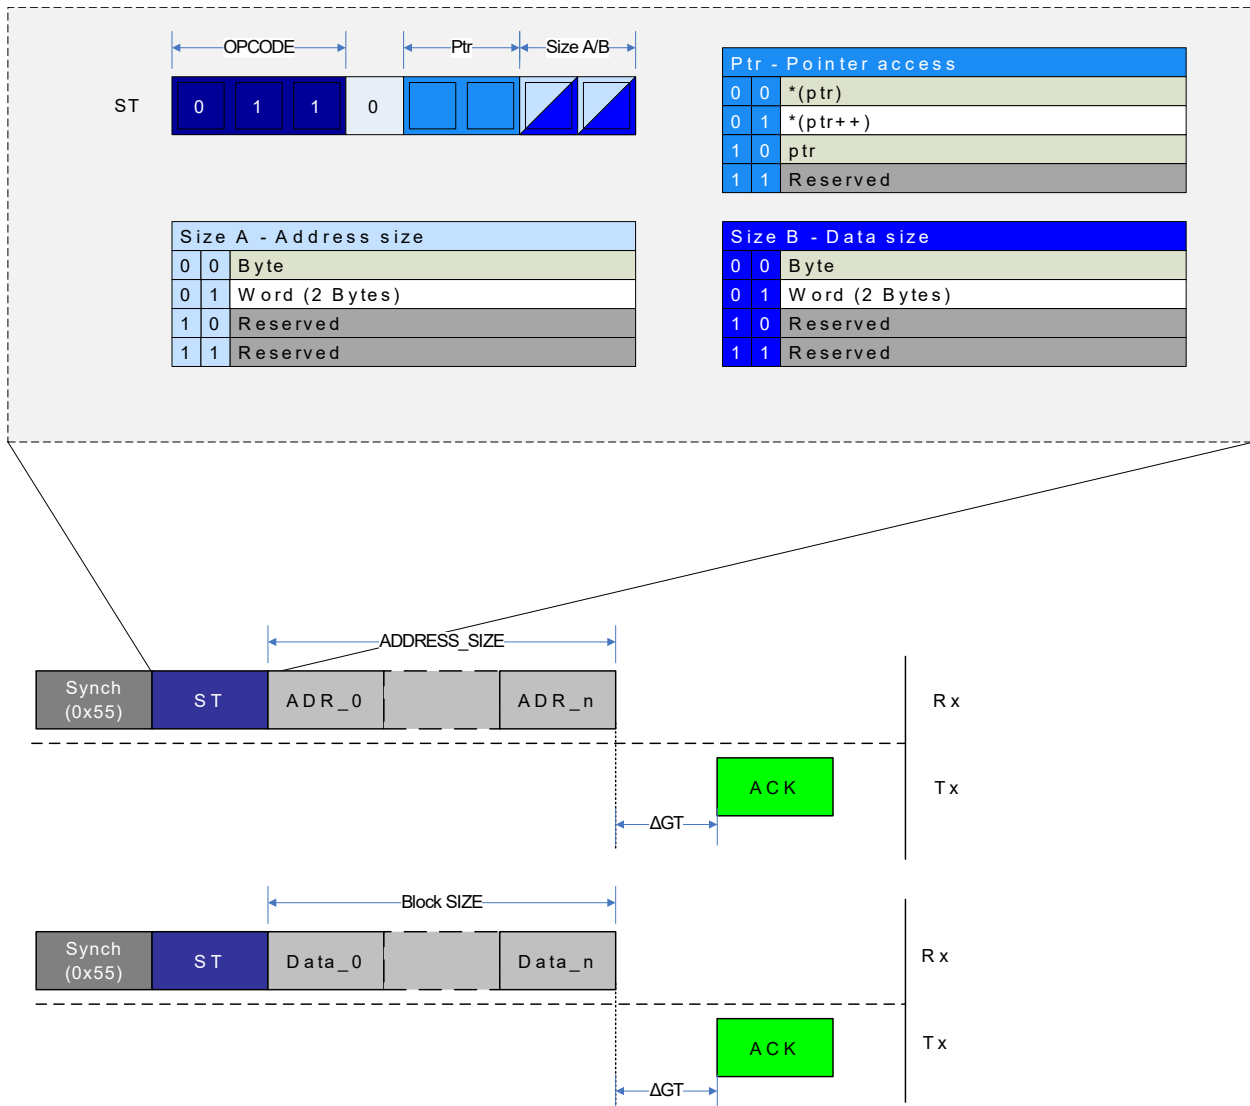 OPCODE Ptr Size A/B
ST 0 1 1 0
Ptr - Pointer access
0 0 *(ptr)
0 1 *(ptr++)
1 0 ptr
1 1 Reserved
Size A - Address size
0 0 Byte
0 1 Word (2 Bytes)
1 0 Reserved
1 1 Reserved
Size B - Data size
0 0 Byte
0 1 Word (2 Bytes)
1 0 Reserved
1 1 Reserved
ADDRESS_SIZE
Synch
(0x55)
ST ADR_0 ADR_n Rx
ACK Tx
ΔGT
Block SIZE
Synch
(0x55)
ST Data_0 Data_n Rx
ACK Tx
ΔGT